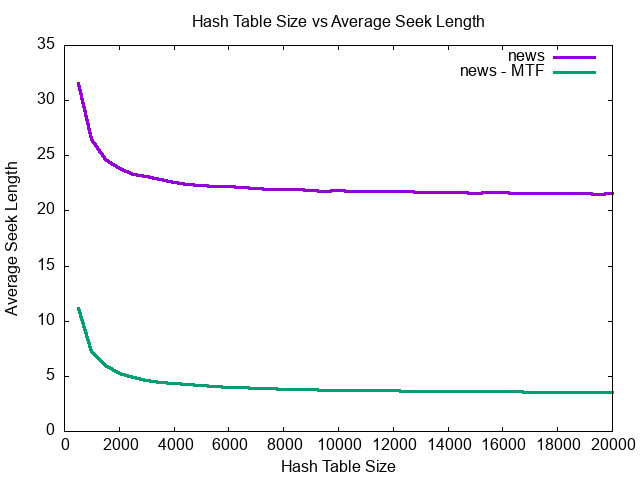 Hash Table Size vs Average Seek Length
35
30
25
20
15
10
5
0
Average Seek Length
news
news - MTF
0 2000 4000 6000 8000 10000 12000 14000 16000 18000 20000
Hash Table Size